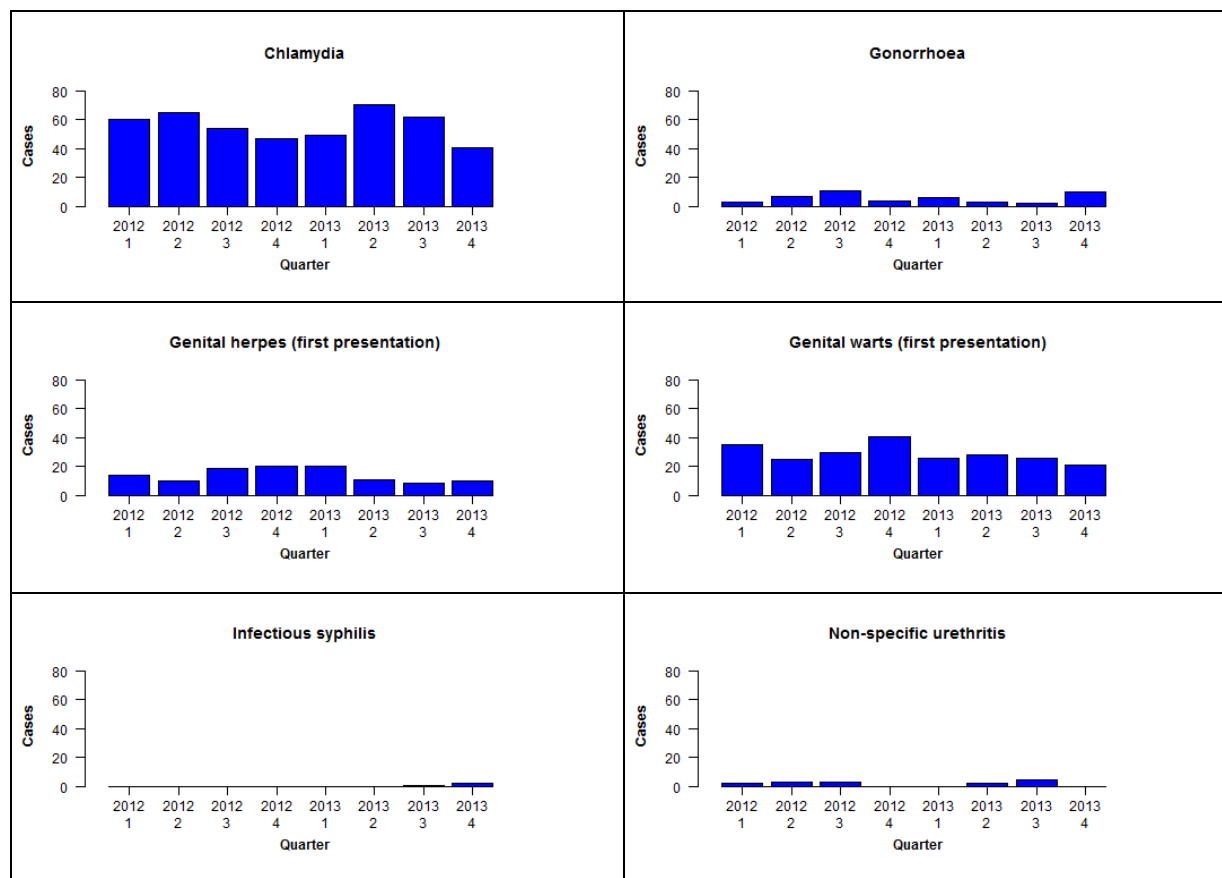 Chlamydia
80
60
40
20
0
Cases
2012 2012 2012 2012 2013 2013 2013 2013
1 2 3 4 1 2 3 4
Quarter
Gonorrhoea
80
60
40
20
0
Cases
2012 2012 2012 2012 2013 2013 2013 2013
1 2 3 4 1 2 3 4
Quarter
Genital herpes (first presentation)
80
60
40
20
0
Cases
2012 2012 2012 2012 2013 2013 2013 2013
1 2 3 4 1 2 3 4
Quarter
Genital warts (first presentation)
80
60
40
20
0
Cases
2012 2012 2012 2012 2013 2013 2013 2013
1 2 3 4 1 2 3 4
Quarter
Infectious syphilis
80
60
40
20
0
Cases
2012 2012 2012 2012 2013 2013 2013 2013
1 2 3 4 1 2 3 4
Quarter
Non-specific urethritis
80
60
40
20
0
Cases
2012 2012 2012 2012 2013 2013 2013 2013
1 2 3 4 1 2 3 4
Quarter